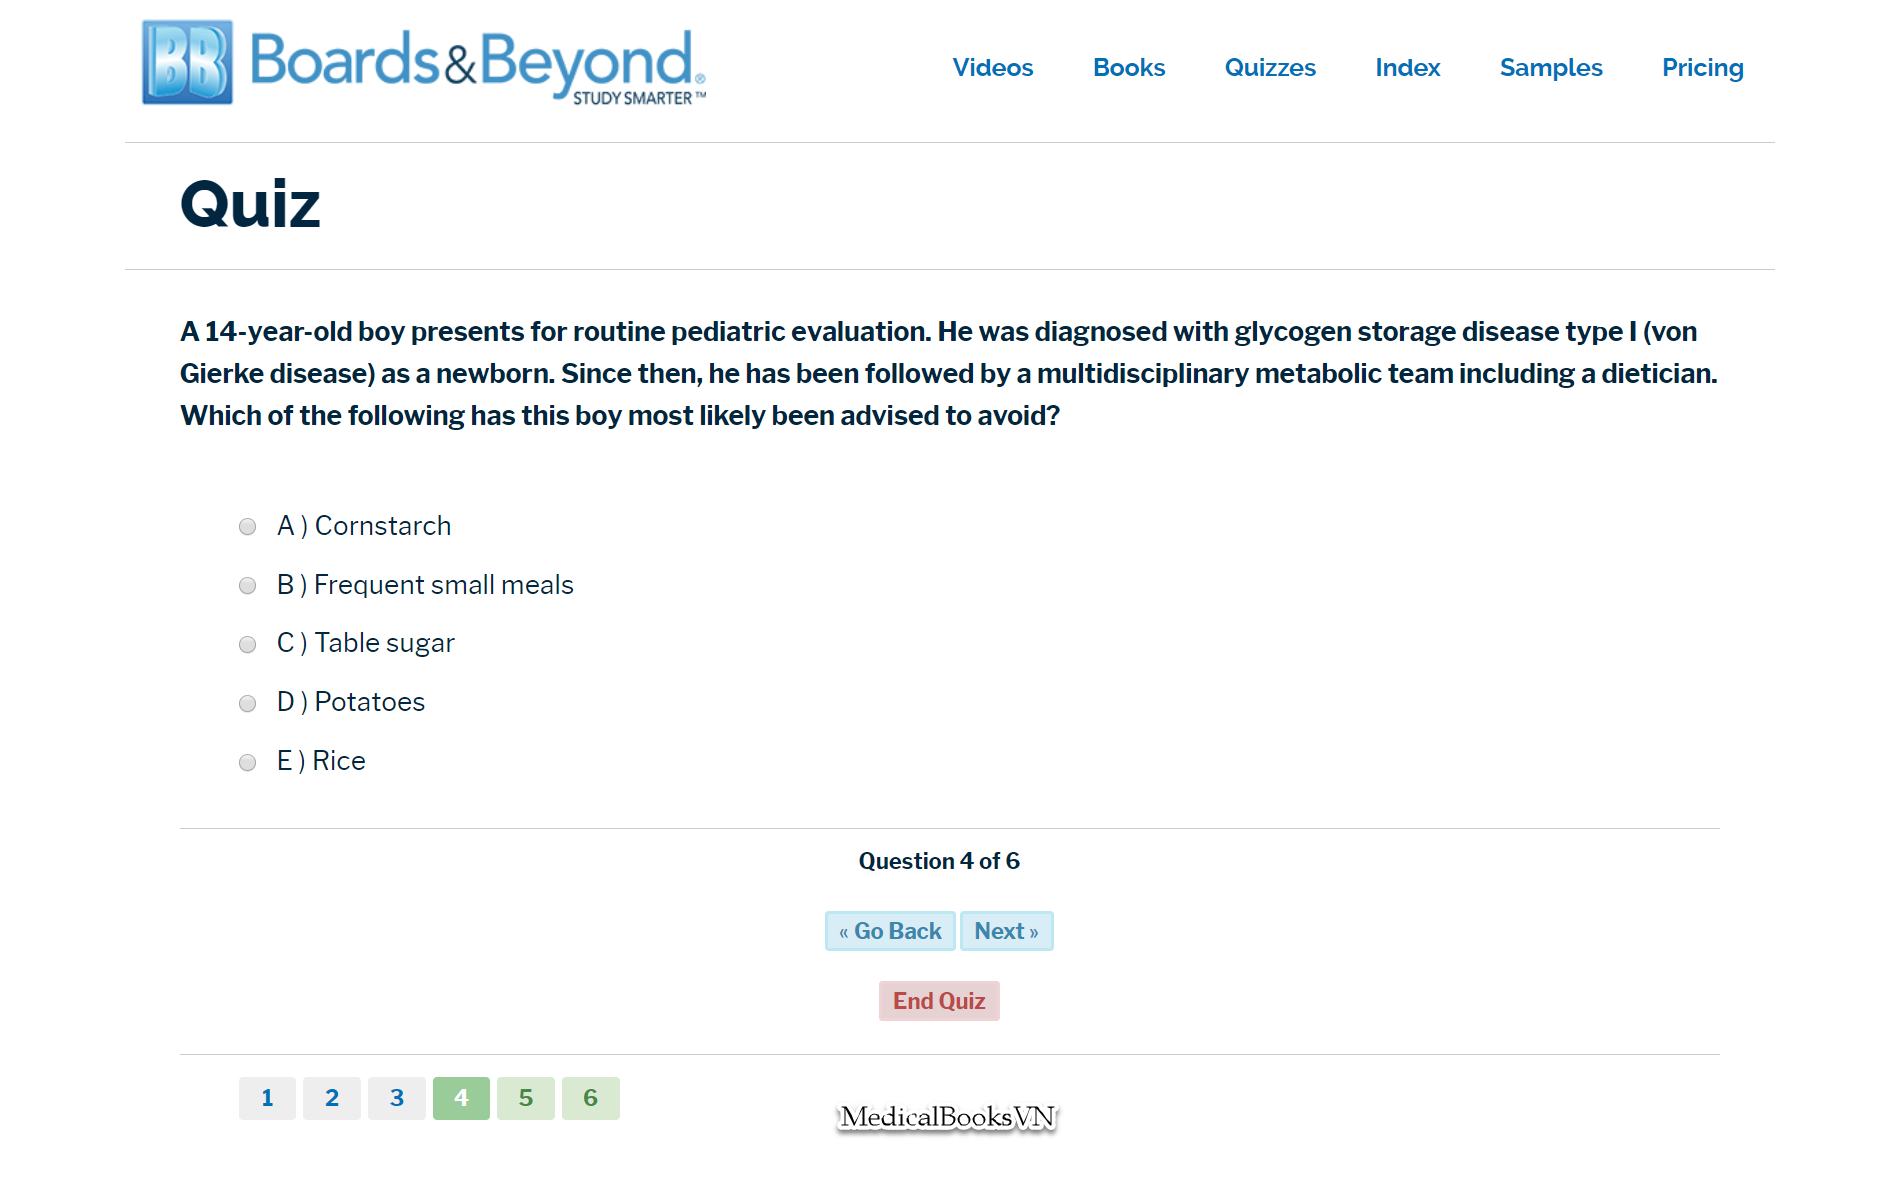 BB Boards&Beyond.®
STUDY SMARTER™
Videos Books Quizzes Index Samples Pricing
Quiz
A 14-year-old boy presents for routine pediatric evaluation. He was diagnosed with glycogen storage disease type I (von
Gierke disease) as a newborn. Since then, he has been followed by a multidisciplinary metabolic team including a dietician.
Which of the following has this boy most likely been advised to avoid?
A ) Cornstarch
B ) Frequent small meals
C ) Table sugar
D ) Potatoes
E ) Rice
Question 4 of 6
« Go Back Next »
End Quiz
1 2 3 4 5 6
MedicalBooksVN